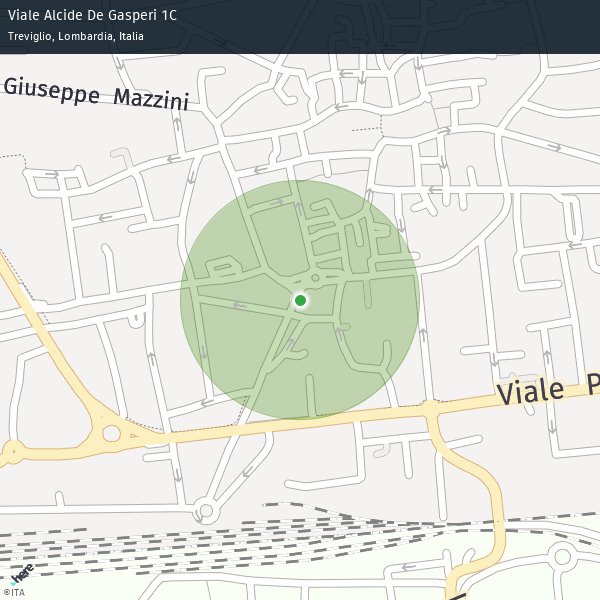 Viale Alcide De Gasperi 1C
Treviglio, Lombardia, Italia
Giuseppe Mazzini
Viale P
here
©ITA